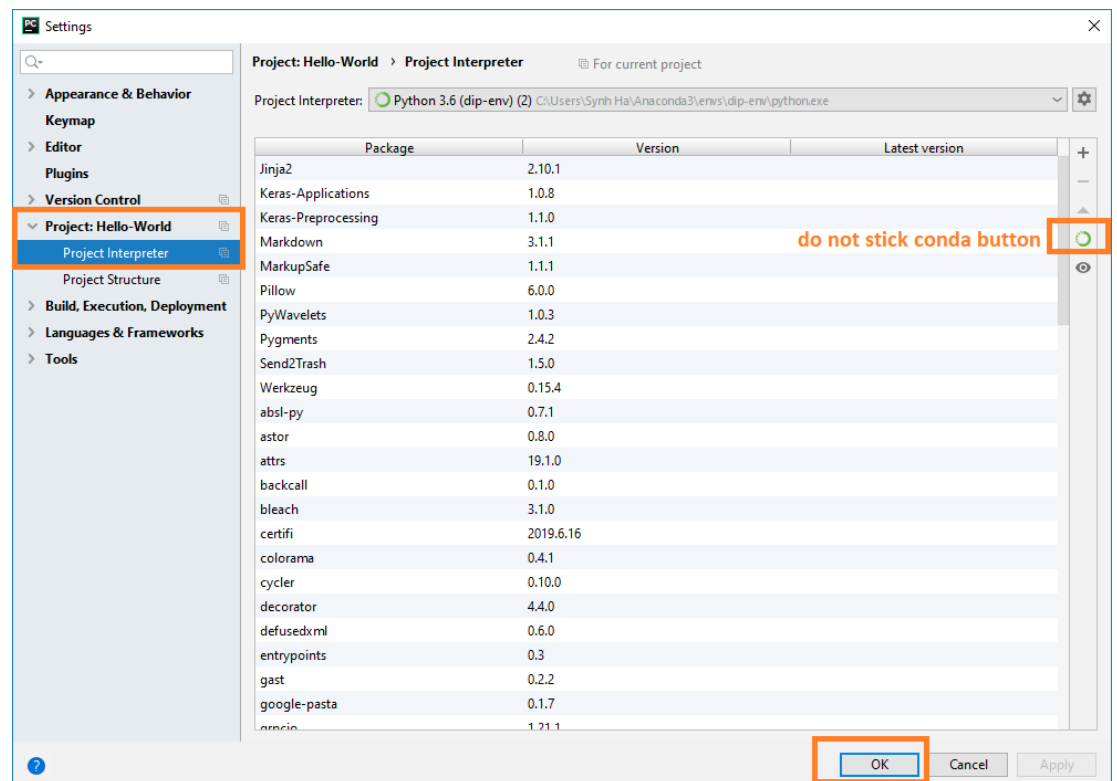 PC Settings
Project: Hello-World › Project Interpreter For current project
Appearance & Behavior
Keymap
Editor
Plugins
Version Control
Project: Hello-World
Project Interpreter
Project Structure
Build, Execution, Deployment
Languages & Frameworks
Tools
Project Interpreter: Python 3.6 (dip-env) (2) C:\Users\Synh Ha\Anaconda3\envs\dip-env\python.exe
Package Version Latest version
Jinja2 2.10.1
Keras-Applications 1.0.8
Keras-Preprocessing 1.1.0
Markdown 3.1.1
do not stick conda button
MarkupSafe 1.1.1
Pillow 6.0.0
PyWavelets 1.0.3
Pygments 2.4.2
Send2Trash 1.5.0
Werkzeug 0.15.4
absl-py 0.7.1
astor 0.8.0
attrs 19.1.0
backcall 0.1.0
bleach 3.1.0
certifi 2019.6.16
colorama 0.4.1
cycler 0.10.0
decorator 4.4.0
defusedxml 0.6.0
entrypoints 0.3
gast 0.2.2
google-pasta 0.1.7
grpcio 1.21.1
? OK Cancel Apply